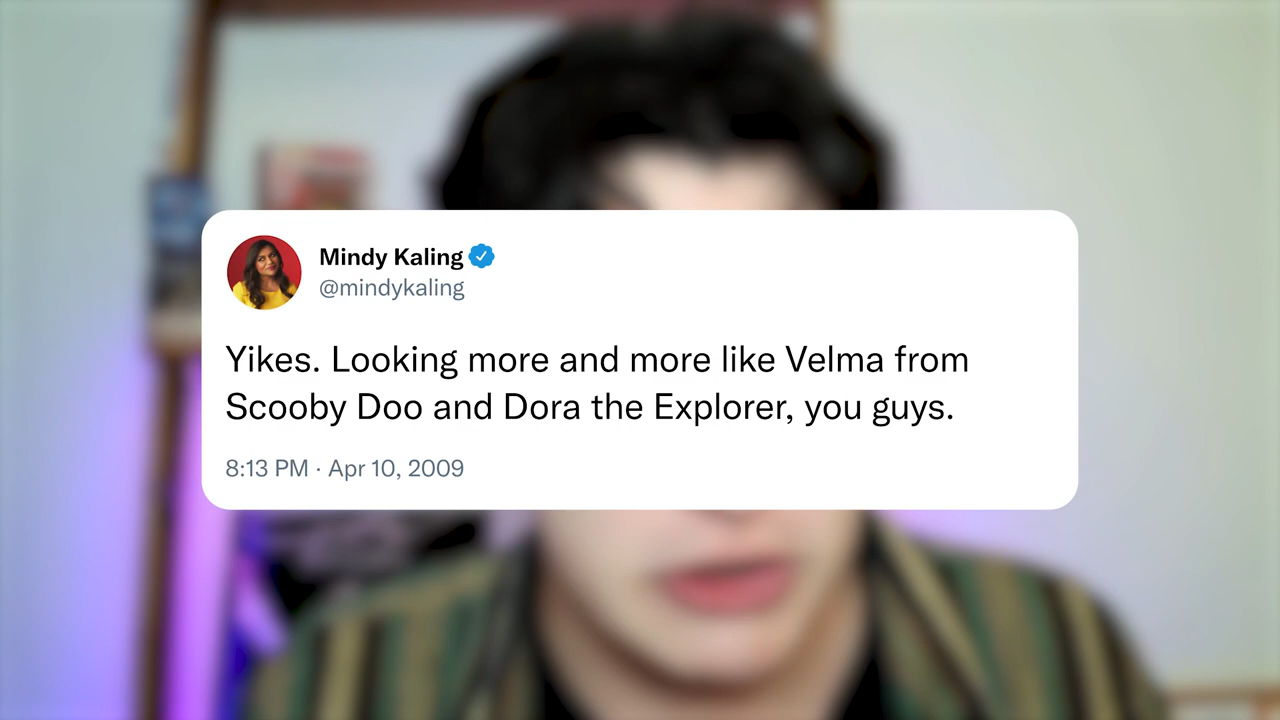 Mindy Kaling
@mindykaling
Yikes. Looking more and more like Velma from
Scooby Doo and Dora the Explorer, you guys.
8:13 PM · Apr 10, 2009